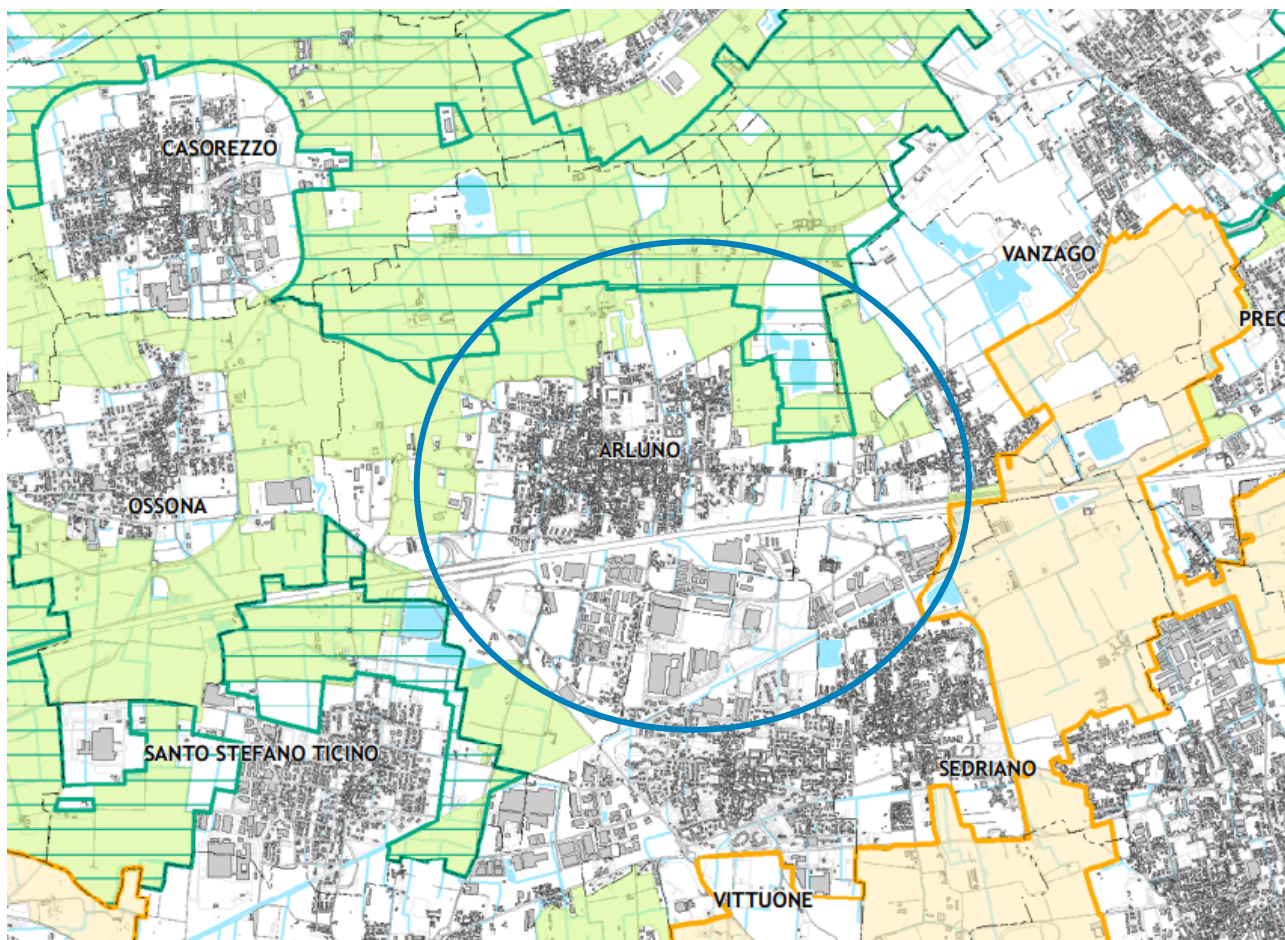 CASOREZZO
VANZAGO
PREG
ARLUNO
OSSONA
SANTO STEFANO TICINO
SEDRIANO
VITTUONE